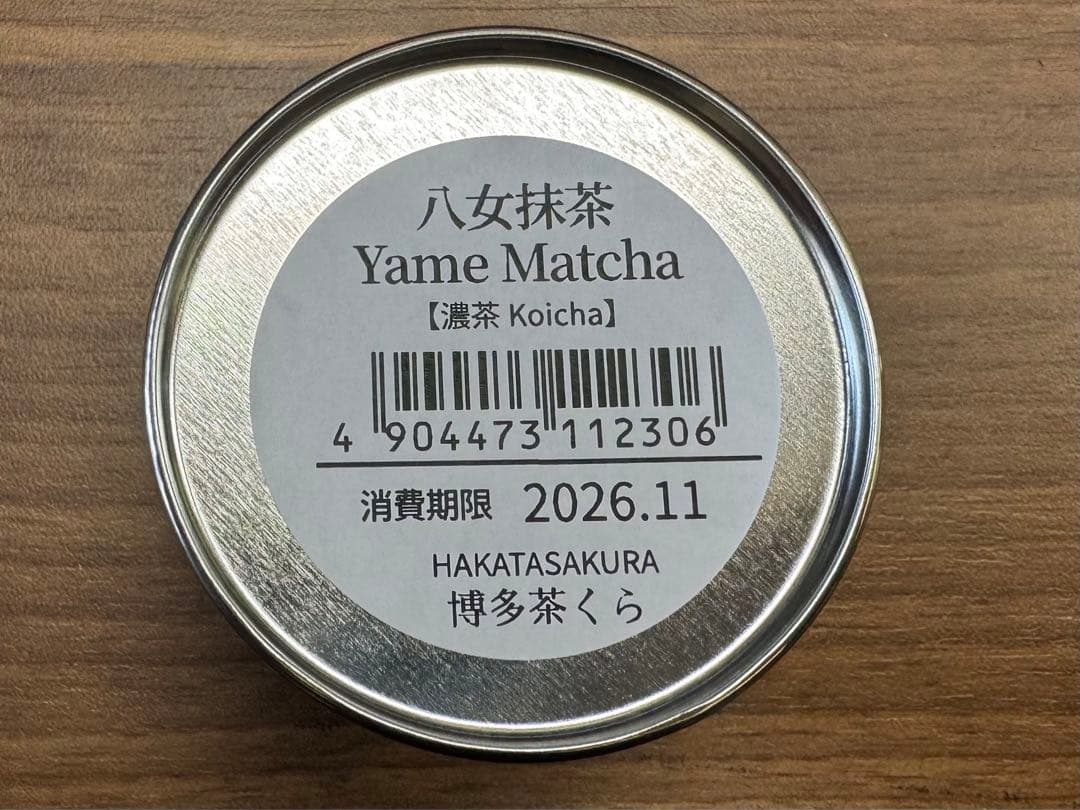 八女抹茶
Yame Matcha
【濃茶 Koicha】
4 904473 112306
消費期限 2026.11
HAKATASAKURA
博多茶くら